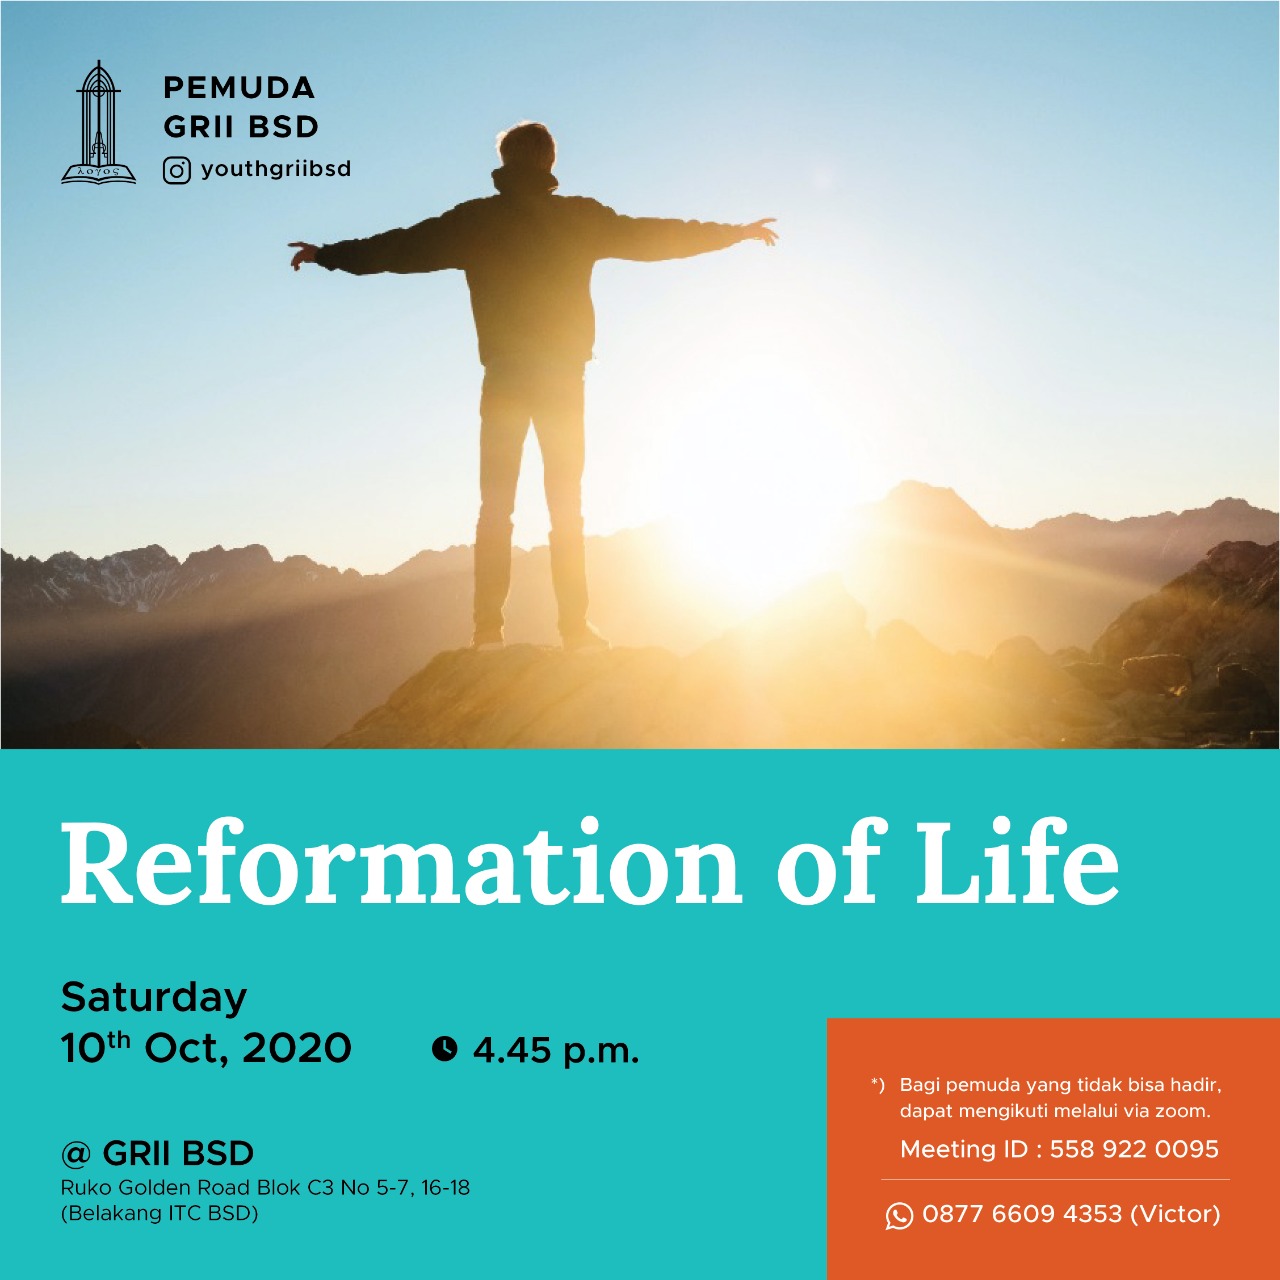 PEMUDA
GRII BSD
youthgriibsd
λογος
Reformation of Life
Saturday
10th Oct, 2020
4.45 p.m.
@ GRII BSD
Ruko Golden Road Blok C3 No 5-7, 16-18
(Belakang ITC BSD)
*) Bagi pemuda yang tidak bisa hadir,
dapat mengikuti melalui via zoom.
Meeting ID : 558 922 0095
0877 6609 4353 (Victor)